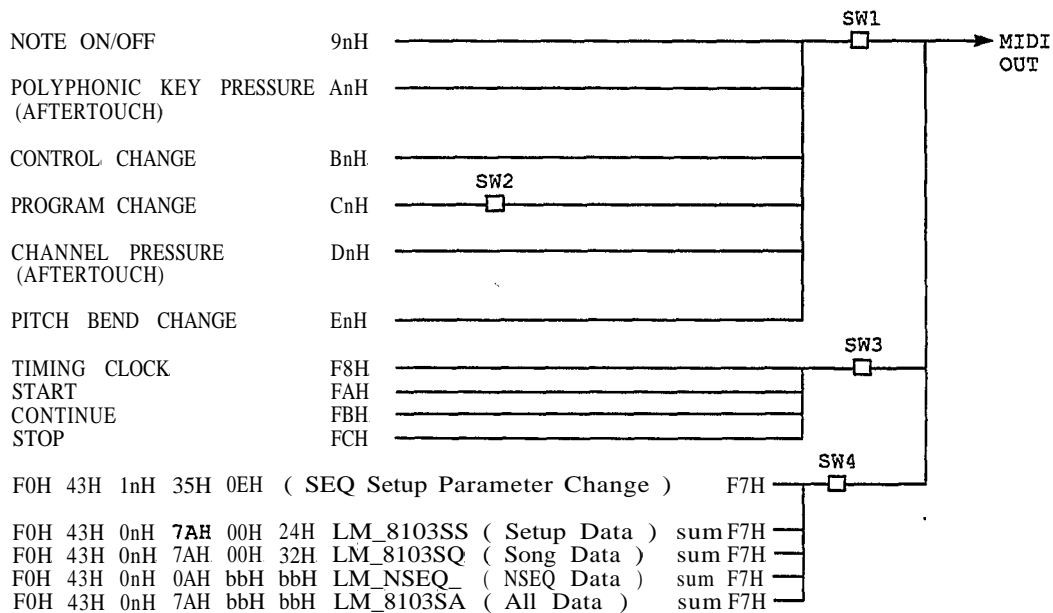 SW1
NOTE ON/OFF 9nH MIDI
OUT
POLYPHONIC KEY PRESSURE AnH
(AFTERTOUCH)
CONTROL CHANGE BnH
SW2
PROGRAM CHANGE CnH
CHANNEL PRESSURE DnH
(AFTERTOUCH)
PITCH BEND CHANGE EnH
SW3
TIMING CLOCK F8H
START FAH
CONTINUE FBH
STOP FCH
SW4
F0H 43H 1nH 35H 0EH ( SEQ Setup Parameter Change ) F7H
F0H 43H 0nH 7AH 00H 24H LM_8103SS ( Setup Data ) sum F7H
F0H 43H 0nH 7AH 00H 32H LM_8103SQ ( Song Data ) sum F7H
F0H 43H 0nH 0AH bbH bbH LM_NSEQ_ ( NSEQ Data ) sum F7H
F0H 43H 0nH 7AH bbH bbH LM_8103SA ( All Data ) sum F7H